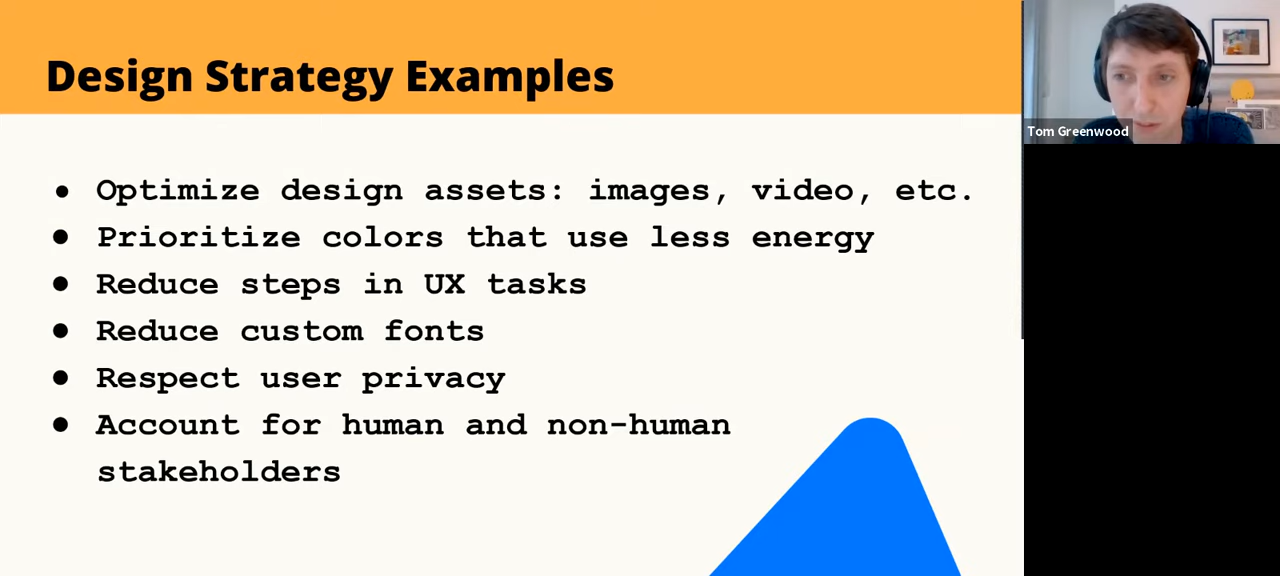 Design Strategy Examples
● Optimize design assets: images, video, etc.
● Prioritize colors that use less energy
● Reduce steps in UX tasks
● Reduce custom fonts
● Respect user privacy
● Account for human and non-human
stakeholders
Tom Greenwood